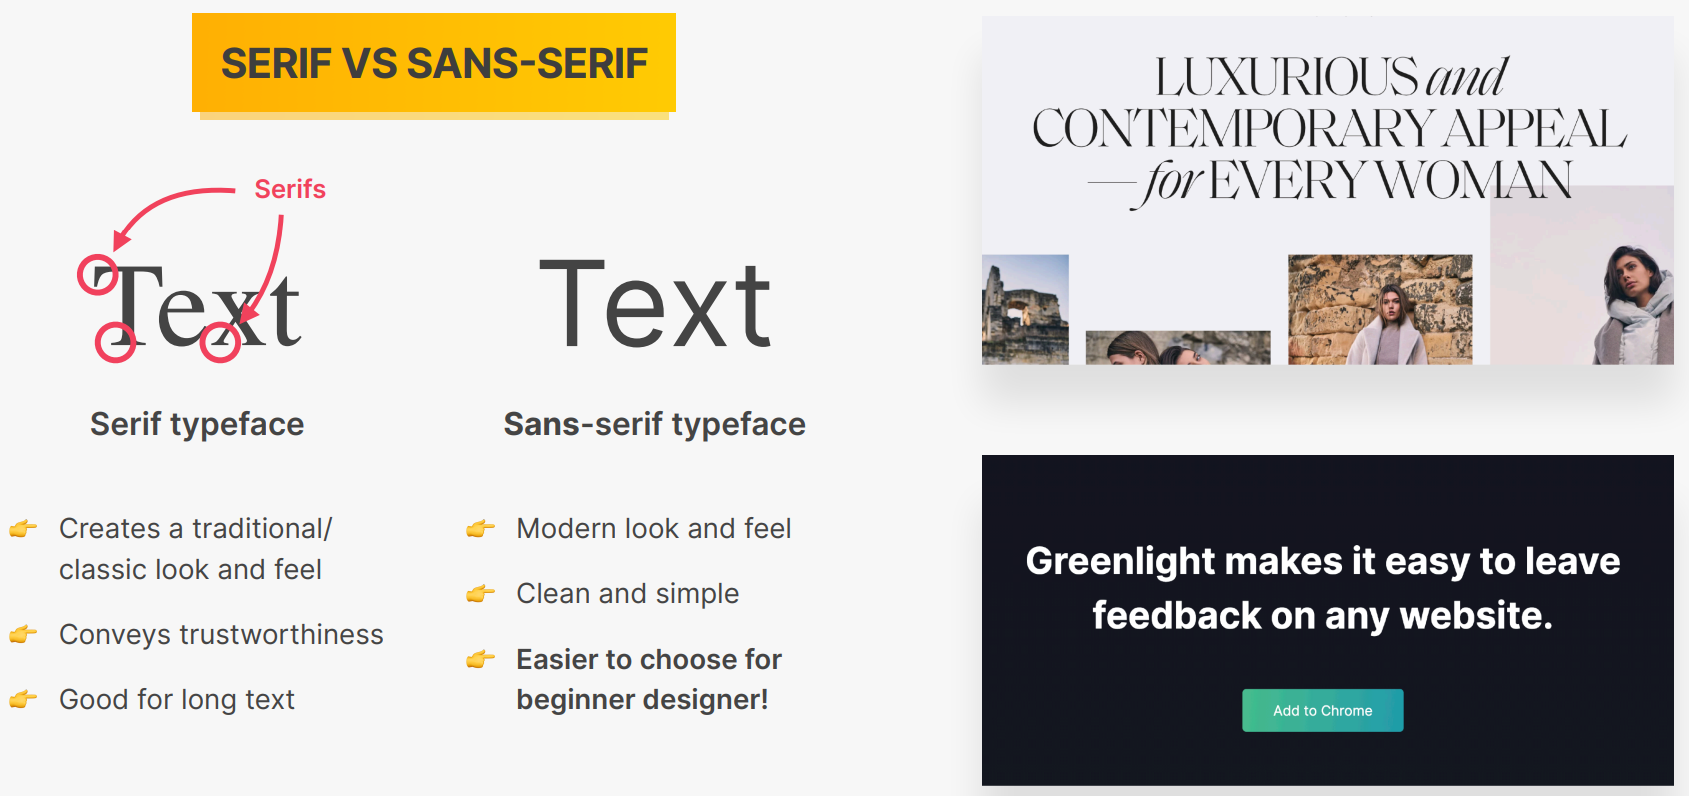 SERIF VS SANS-SERIF
Serifs
Text
Serif typeface
Creates a traditional/
classic look and feel
Conveys trustworthiness
Good for long text
Text
Sans-serif typeface
Modern look and feel
Clean and simple
Easier to choose for
beginner designer!
LUXURIOUS and
CONTEMPORARY APPEAL
— for EVERY WOMAN
Greenlight makes it easy to leave
feedback on any website.
Add to Chrome